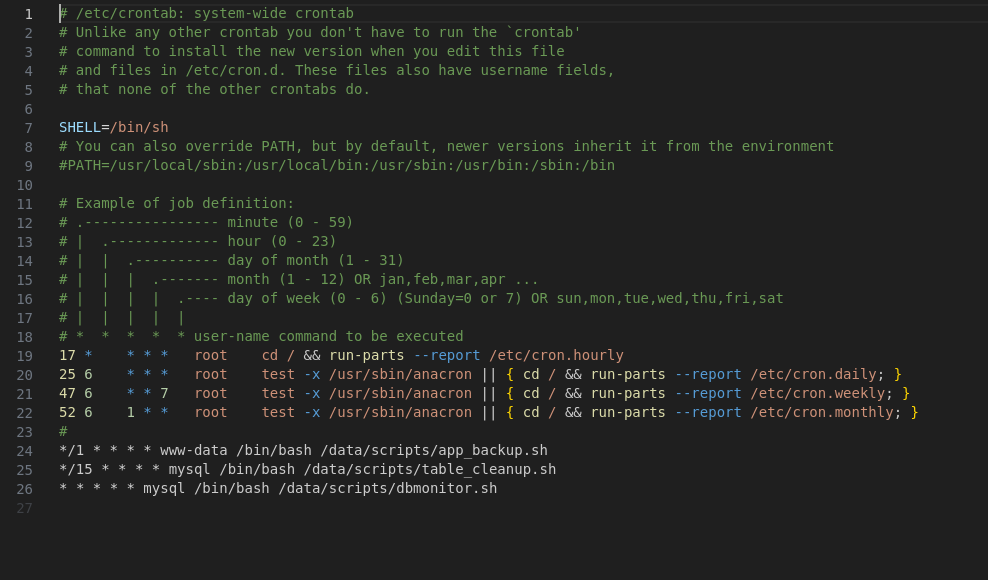 1 # /etc/crontab: system-wide crontab
2 # Unlike any other crontab you don't have to run the `crontab'
3 # command to install the new version when you edit this file
4 # and files in /etc/cron.d. These files also have username fields,
5 # that none of the other crontabs do.
6
7 SHELL=/bin/sh
8 # You can also override PATH, but by default, newer versions inherit it from the environment
9 #PATH=/usr/local/sbin:/usr/local/bin:/usr/sbin:/usr/bin:/sbin:/bin
10
11 # Example of job definition:
12 # .---------------- minute (0 - 59)
13 # |  .------------- hour (0 - 23)
14 # |  |  .---------- day of month (1 - 31)
15 # |  |  |  .------- month (1 - 12) OR jan,feb,mar,apr ...
16 # |  |  |  |  .---- day of week (0 - 6) (Sunday=0 or 7) OR sun,mon,tue,wed,thu,fri,sat
17 # |  |  |  |  |
18 # *  *  *  *  * user-name command to be executed
19 17 *    * * *   root    cd / && run-parts --report /etc/cron.hourly
20 25 6    * * *   root    test -x /usr/sbin/anacron || { cd / && run-parts --report /etc/cron.daily; }
21 47 6    * * 7   root    test -x /usr/sbin/anacron || { cd / && run-parts --report /etc/cron.weekly; }
22 52 6    1 * *   root    test -x /usr/sbin/anacron || { cd / && run-parts --report /etc/cron.monthly; }
23 #
24 */1 * * * * www-data /bin/bash /data/scripts/app_backup.sh
25 */15 * * * * mysql /bin/bash /data/scripts/table_cleanup.sh
26 * * * * * mysql /bin/bash /data/scripts/dbmonitor.sh
27